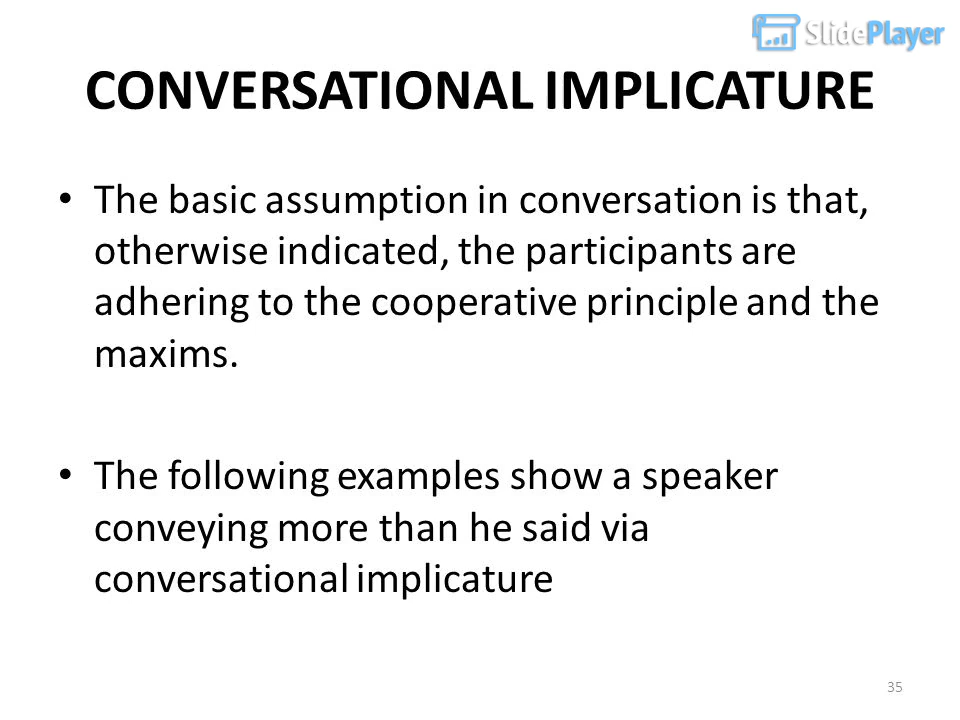 SlidePlayer
CONVERSATIONAL IMPLICATURE
• The basic assumption in conversation is that,
otherwise indicated, the participants are
adhering to the cooperative principle and the
maxims.
• The following examples show a speaker
conveying more than he said via
conversational implicature
35